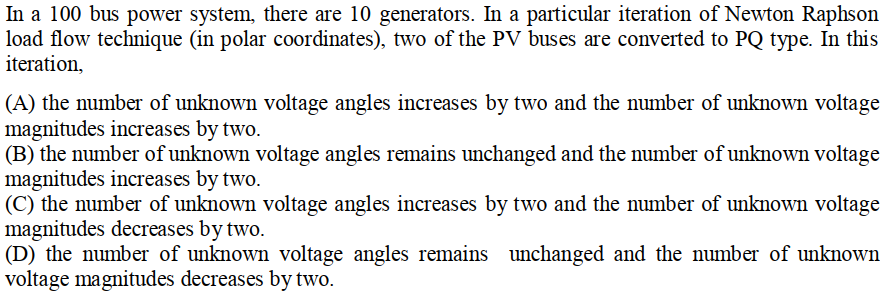 In a 100 bus power system, there are 10 generators. In a particular iteration of Newton Raphson
load flow technique (in polar coordinates), two of the PV buses are converted to PQ type. In this
iteration,
(A) the number of unknown voltage angles increases by two and the number of unknown voltage
magnitudes increases by two.
(B) the number of unknown voltage angles remains unchanged and the number of unknown voltage
magnitudes increases by two.
(C) the number of unknown voltage angles increases by two and the number of unknown voltage
magnitudes decreases by two.
(D) the number of unknown voltage angles remains unchanged and the number of unknown
voltage magnitudes decreases by two.